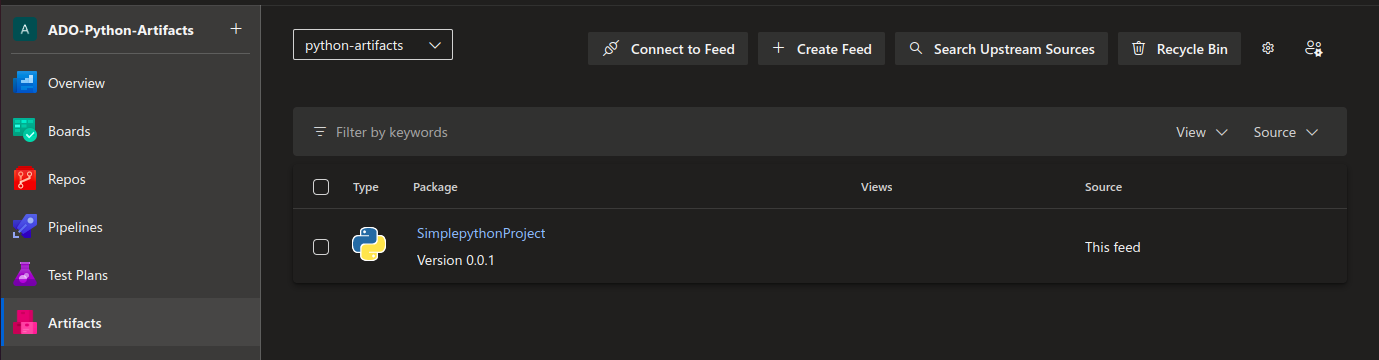 A ADO-Python-Artifacts
Overview
Boards
Repos
Pipelines
Test Plans
Artifacts
python-artifacts
Connect to Feed
Create Feed
Search Upstream Sources
Recycle Bin
Filter by keywords
View
Source
Type Package Views Source
SimplepythonProject
Version 0.0.1
This feed